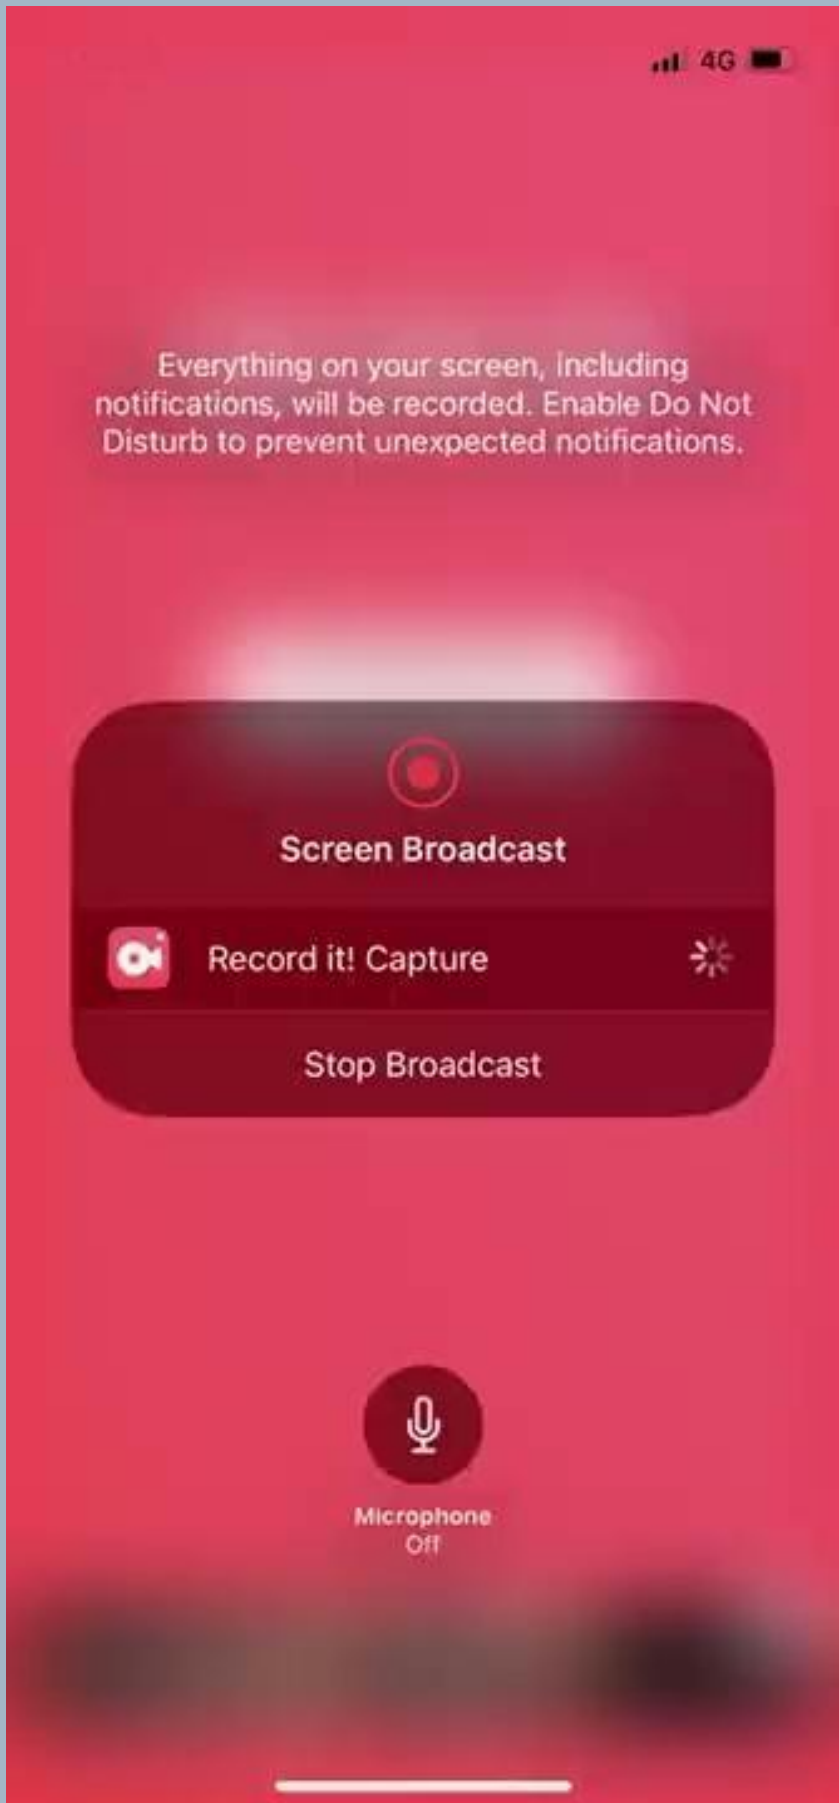 4G
Everything on your screen, including
notifications, will be recorded. Enable Do Not
Disturb to prevent unexpected notifications.
Screen Broadcast
Record it! Capture
Stop Broadcast
Microphone
Off